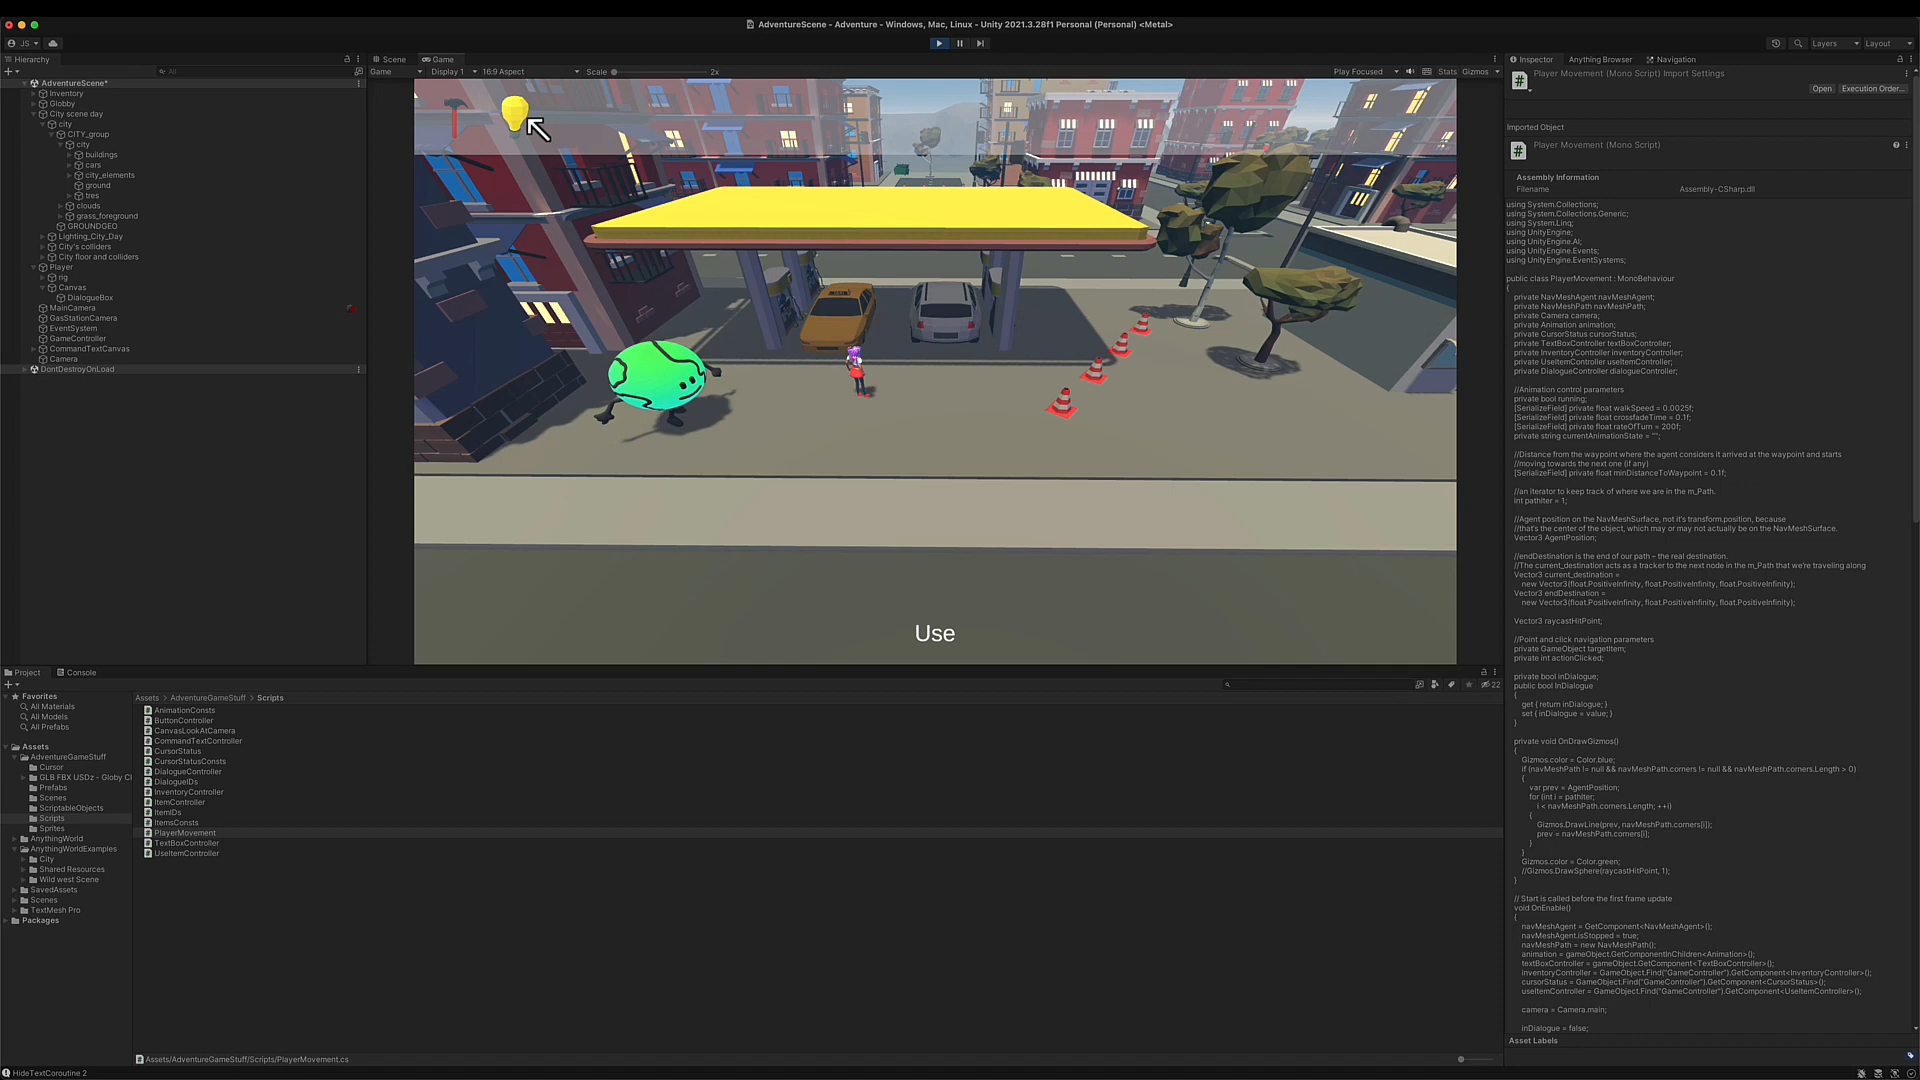 AdventureScene - Adventure - Windows, Mac, Linux - Unity 2021.3.28f1 Personal (Personal) <Metal>
JS
Layers
Layout
Hierarchy
All
AdventureScene*
Inventory
Globby
City scene day
city
CITY_group
city
buildings
cars
city_elements
ground
tres
clouds
grass_foreground
GROUNDGEO
Lighting_City_Day
City's colliders
City floor and colliders
Player
rig
Canvas
DialogueBox
MainCamera
GasStationCamera
EventSystem
GameController
CommandTextCanvas
Camera
DontDestroyOnLoad
Scene
Game
Game
Display 1
16:9 Aspect
Scale
2x
Play Focused
Stats
Gizmos
Use
Inspector
Anything Browser
Navigation
Player Movement (Mono Script) Import Settings
Open
Execution Order...
Imported Object
Player Movement (Mono Script)
Assembly Information
Filename
Assembly-CSharp.dll
using System.Collections;
using System.Collections.Generic;
using System.Linq;
using UnityEngine;
using UnityEngine.AI;
using UnityEngine.Events;
using UnityEngine.EventSystems;
public class PlayerMovement : MonoBehaviour
{
private NavMeshAgent navMeshAgent;
private NavMeshPath navMeshPath;
private Camera camera;
private Animation animation;
private CursorStatus cursorStatus;
private TextBoxController textBoxController;
private InventoryController inventoryController;
private UseItemController useItemController;
private DialogueController dialogueController;
//Animation control parameters
private bool running;
[SerializeField] private float walkSpeed = 0.0025f;
[SerializeField] private float crossfadeTime = 0.1f;
[SerializeField] private float rateOfTurn = 200f;
private string currentAnimationState = "";
//Distance from the waypoint where the agent considers it arrived at the waypoint and starts
//moving towards the next one (if any)
[SerializeField] private float minDistanceToWaypoint = 0.1f;
//an iterator to keep track of where we are in the m_Path.
int pathIter = 1;
//Agent position on the NavMeshSurface, not it's transform.position, because
//that's the center of the object, which may or may not actually be on the NavMeshSurface.
Vector3 AgentPosition;
//endDestination is the end of our path – the real destination.
//The current_destination acts as a tracker to the next node in the m_Path that we're traveling along
Vector3 current_destination =
new Vector3(float.PositiveInfinity, float.PositiveInfinity, float.PositiveInfinity);
Vector3 endDestination =
new Vector3(float.PositiveInfinity, float.PositiveInfinity, float.PositiveInfinity);
Vector3 raycastHitPoint;
//Point and click navigation parameters
private GameObject targetItem;
private int actionClicked;
private bool inDialogue;
public bool InDialogue
{
get { return inDialogue; }
set { inDialogue = value; }
}
private void OnDrawGizmos()
{
Gizmos.color = Color.blue;
if (navMeshPath != null && navMeshPath.corners != null && navMeshPath.corners.Length > 0)
{
var prev = AgentPosition;
for (int i = pathIter;
i < navMeshPath.corners.Length; ++i)
{
Gizmos.DrawLine(prev, navMeshPath.corners[i]);
prev = navMeshPath.corners[i];
}
}
Gizmos.color = Color.green;
//Gizmos.DrawSphere(raycastHitPoint, 1);
}
// Start is called before the first frame update
void OnEnable()
{
navMeshAgent = GetComponent<NavMeshAgent>();
navMeshAgent.isStopped = true;
navMeshPath = new NavMeshPath();
animation = gameObject.GetComponentInChildren<Animation>();
textBoxController = gameObject.GetComponent<TextBoxController>();
inventoryController = GameObject.Find("GameController").GetComponent<InventoryController>();
cursorStatus = GameObject.Find("GameController").GetComponent<CursorStatus>();
useItemController = GameObject.Find("GameController").GetComponent<UseItemController>();
camera = Camera.main;
inDialogue = false;
Asset Labels
Project
Console
22
Favorites
All Materials
All Models
All Prefabs
Assets
AdventureGameStuff
Cursor
GLB FBX USDz - Globy Cl
Prefabs
Scenes
ScriptableObjects
Scripts
Sprites
AnythingWorld
AnythingWorldExamples
City
Shared Resources
Wild west Scene
SavedAssets
Scenes
TextMesh Pro
Packages
Assets > AdventureGameStuff > Scripts
AnimationConsts
ButtonController
CanvasLookAtCamera
CommandTextController
CursorStatus
CursorStatusConsts
DialogueController
DialogueIDs
InventoryController
ItemController
ItemIDs
ItemsConsts
PlayerMovement
TextBoxController
UseItemController
Assets/AdventureGameStuff/Scripts/PlayerMovement.cs
HideTextCoroutine 2